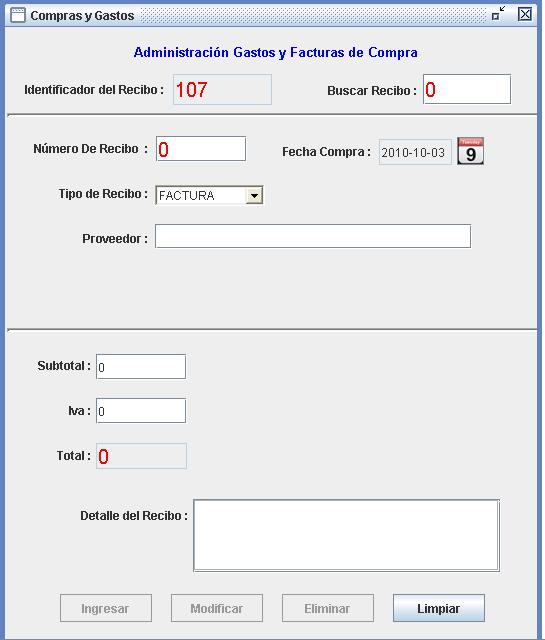 Compras y Gastos
Administración Gastos y Facturas de Compra
Identificador del Recibo : 107 Buscar Recibo : 0
Número De Recibo : 0 Fecha Compra : 2010-10-03 Tuesday 9
Tipo de Recibo : FACTURA
Proveedor :
Subtotal : 0
Iva : 0
Total : 0
Detalle del Recibo :
Ingresar Modificar Eliminar Limpiar